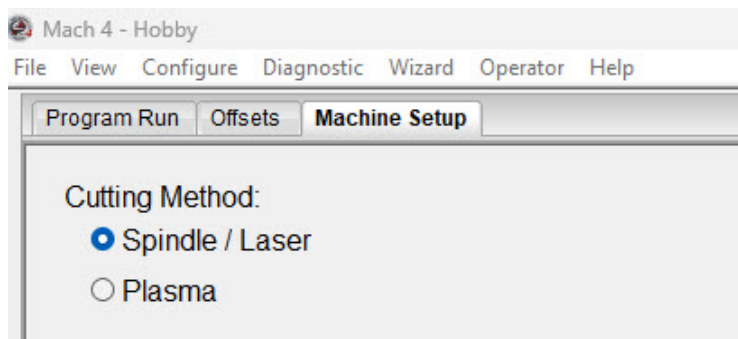 Mach 4 - Hobby
File View Configure Diagnostic Wizard Operator Help
Program Run Offsets Machine Setup
Cutting Method:
Spindle / Laser
Plasma